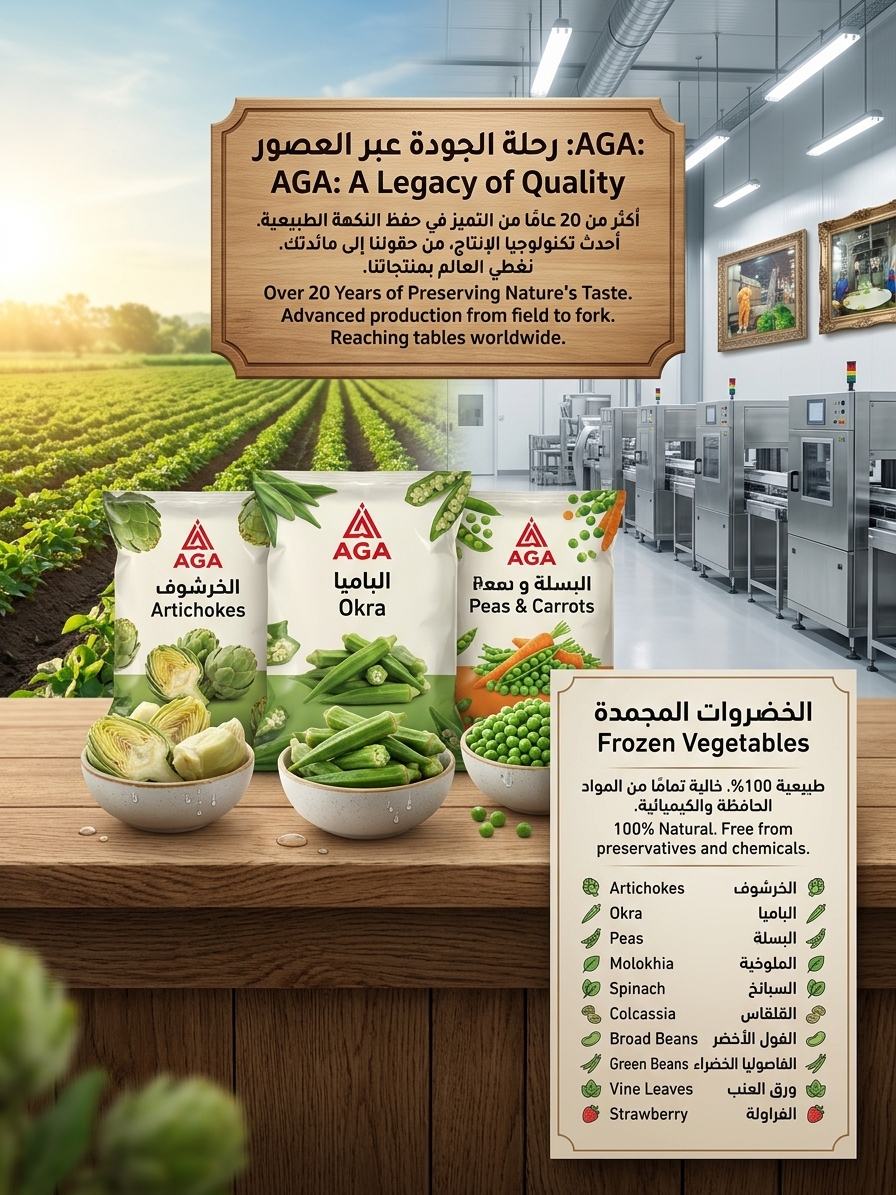 AGA: رحلة الجودة عبر العصور:
AGA: A Legacy of Quality
أكثر من 20 عامًا من التميز في حفظ النكهة الطبيعية.
أحدث تكنولوجيا الإنتاج، من حقولنا إلى مائدتك.
نغطي العالم بمنتجاتنا.
Over 20 Years of Preserving Nature's Taste.
Advanced production from field to fork.
Reaching tables worldwide.
AGA
الخرشوف
Artichokes
AGA
الباميا
Okra
AGA
البسلة و
Peas & Carrots
الخضروات المجمدة
Frozen Vegetables
طبيعية 100%. خالية تمامًا من المواد
الحافظة والكيميائية.
100% Natural. Free from
preservatives and chemicals.
Artichokes الخرشوف
Okra الباميا
Peas البسلة
Molokhia الملوخية
Spinach السبانخ
Colcassia القلقاس
Broad Beans الفول الأخضر
Green Beans الفاصوليا الخضراء
Vine Leaves ورق العنب
Strawberry الفراولة